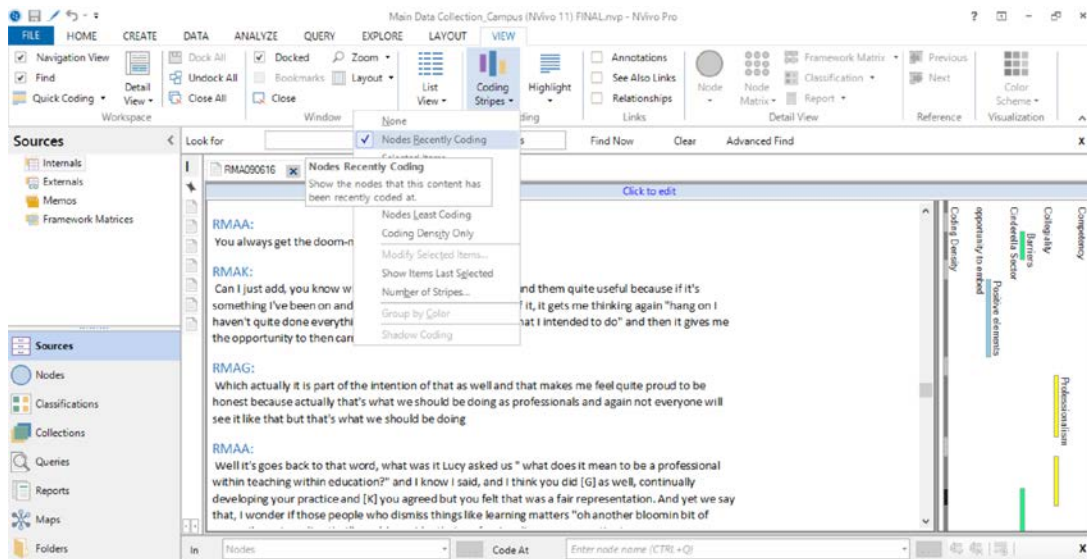 Main Data Collection_Campus (NVivo 11) FINAL.nvp - NVivo Pro
FILE HOME CREATE DATA ANALYZE QUERY EXPLORE LAYOUT VIEW
Navigation View
Find
Quick Coding
Detail View
Workspace
Dock All
Undock All
Close All
Docked
Bookmarks
Close
Zoom
Layout
Window
List View
Coding Stripes
Highlight
Annotations
See Also Links
Relationships
Links
Node
Node Matrix
Framework Matrix
Classification
Report
Detail View
Previous
Next
Reference
Color Scheme
Visualization
None
Nodes Recently Coding
Nodes Recently Coding
Show the nodes that this content has
been recently coded at.
Nodes Least Coding
Coding Density Only
Modify Selected Items...
Show Items Last Selected
Number of Stripes...
Group by Color
Shadow Coding
Sources
Internals
Externals
Memos
Framework Matrices
Sources
Nodes
Classifications
Collections
Queries
Reports
Maps
Folders
Look for
Find Now Clear Advanced Find
RMA090616
Click to edit
RMAA:
You always get the doom-
RMAK:
Can I just add, you know nd them quite useful because if it's
something I've been on and f it, it gets me thinking again "hang on I
haven't quite done everythi at I intended to do" and then it gives me
the opportunity to then car
RMAG:
Which actually it is part of the intention of that as well and that makes me feel quite proud to be
honest because actually that's what we should be doing as professionals and again not everyone will
see it like that but that's what we should be doing
RMAA:
Well it's goes back to that word, what was it Lucy asked us " what does it mean to be a professional
within teaching within education?" and I know I said, and I think you did [G] as well, continually
developing your practice and [K] you agreed but you felt that was a fair representation. And yet we say
that, I wonder if those people who dismiss things like learning matters "oh another bloomin bit of
Coding Density
opportunity to embed
Positive elements
Cinderella Sector
Barriers
Collegiality
Competency
Professionalism
In Nodes Code At Enter node name (CTRL+Q)